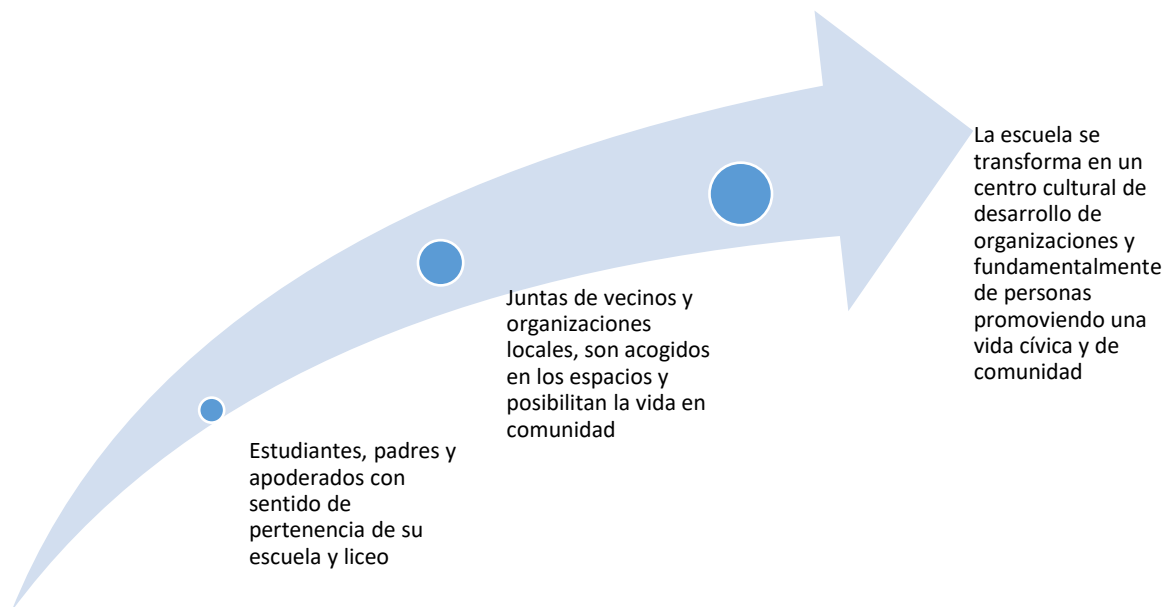 Estudiantes, padres y
apoderados con
sentido de
pertenencia de su
escuela y liceo
Juntas de vecinos y
organizaciones
locales, son acogidos
en los espacios y
posibilitan la vida en
comunidad
La escuela se
transforma en un
centro cultural de
desarrollo de
organizaciones y
fundamentalmente
de personas
promoviendo una
vida cívica y de
comunidad